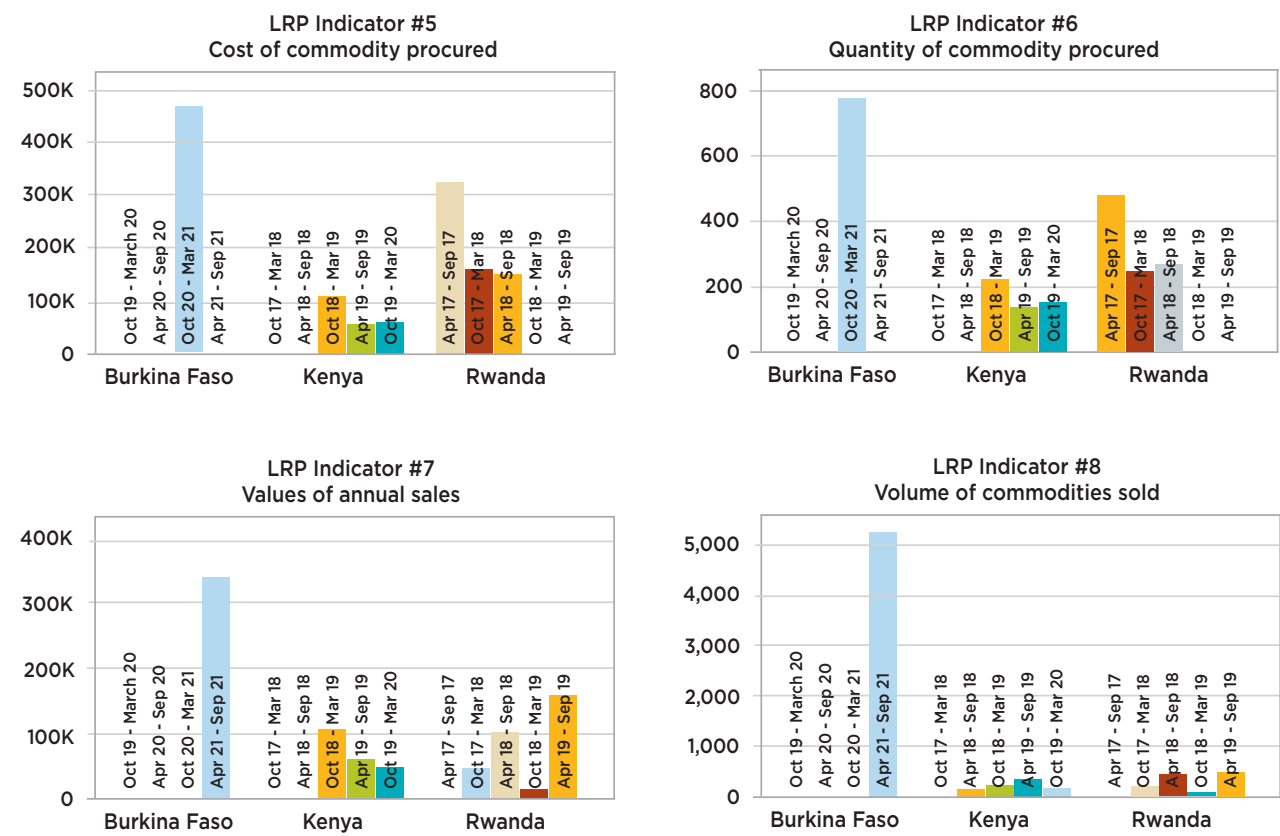 LRP Indicator #5
Cost of commodity procured
500K
400K
300K
200K
100K
0
Oct 19 - March 20
Apr 20 - Sep 20
Oct 20 - Mar 21
Apr 21 - Sep 21
Oct 17 - Mar 18
Apr 18 - Sep 18
Oct 18 - Mar 19
Apr 19 - Sep 19
Oct 19 - Mar 20
Apr 17 - Sep 17
Oct 17 - Mar 18
Apr 18 - Sep 18
Oct 18 - Mar 19
Apr 19 - Sep 19
Burkina Faso
Kenya
Rwanda
LRP Indicator #6
Quantity of commodity procured
800
600
400
200
0
Oct 19 - March 20
Apr 20 - Sep 20
Oct 20 - Mar 21
Apr 21 - Sep 21
Oct 17 - Mar 18
Apr 18 - Sep 18
Oct 18 - Mar 19
Apr 19 - Sep 19
Oct 19 - Mar 20
Apr 17 - Sep 17
Oct 17 - Mar 18
Apr 18 - Sep 18
Oct 18 - Mar 19
Apr 19 - Sep 19
Burkina Faso
Kenya
Rwanda
LRP Indicator #7
Values of annual sales
400K
300K
200K
100K
0
Oct 19 - March 20
Apr 20 - Sep 20
Oct 20 - Mar 21
Apr 21 - Sep 21
Oct 17 - Mar 18
Apr 18 - Sep 18
Oct 18 - Mar 19
Apr 19 - Sep 19
Oct 19 - Mar 20
Apr 17 - Sep 17
Oct 17 - Mar 18
Apr 18 - Sep 18
Oct 18 - Mar 19
Apr 19 - Sep 19
Burkina Faso
Kenya
Rwanda
LRP Indicator #8
Volume of commodities sold
5,000
4,000
3,000
2,000
1,000
0
Oct 19 - March 20
Apr 20 - Sep 20
Oct 20 - Mar 21
Apr 21 - Sep 21
Oct 17 - Mar 18
Apr 18 - Sep 18
Oct 18 - Mar 19
Apr 19 - Sep 19
Oct 19 - Mar 20
Apr 17 - Sep 17
Oct 17 - Mar 18
Apr 18 - Sep 18
Oct 18 - Mar 19
Apr 19 - Sep 19
Burkina Faso
Kenya
Rwanda